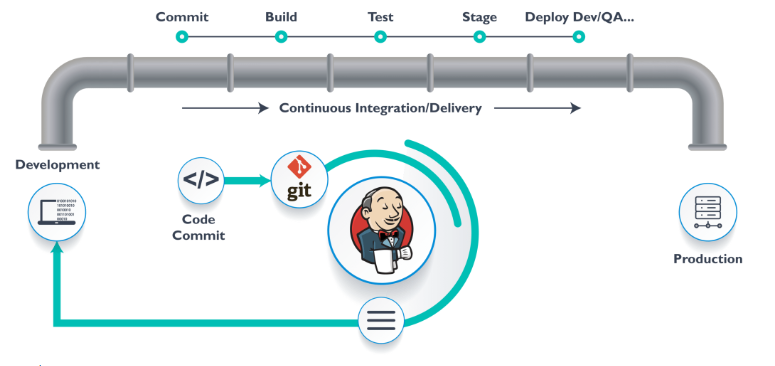 Commit
Build
Test
Stage
Deploy Dev/QA...
Continuous Integration/Delivery
Development
</>
git
Code
Commit
Production